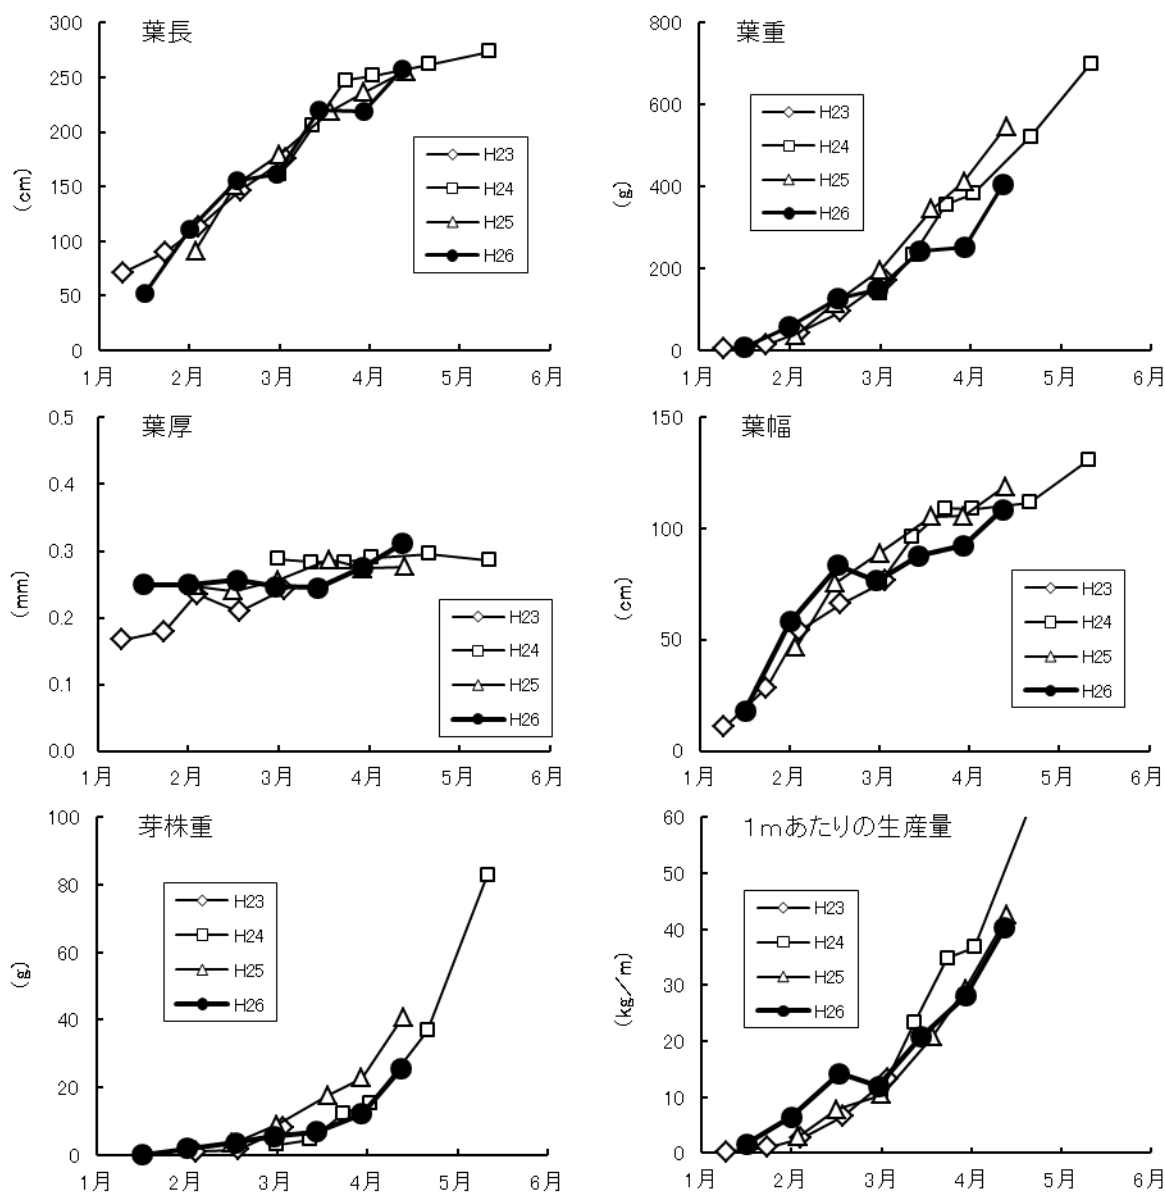 葉長
300
250
200
150
100
50
0
(cm)
1月 2月 3月 4月 5月 6月
H23
H24
H25
H26
葉重
800
600
400
200
0
(g)
1月 2月 3月 4月 5月 6月
H23
H24
H25
H26
葉厚
0.5
0.4
0.3
0.2
0.1
0.0
(mm)
1月 2月 3月 4月 5月 6月
H23
H24
H25
H26
葉幅
150
100
50
0
(cm)
1月 2月 3月 4月 5月 6月
H23
H24
H25
H26
芽株重
100
80
60
40
20
0
(g)
1月 2月 3月 4月 5月 6月
H23
H24
H25
H26
1mあたりの生産量
60
50
40
30
20
10
0
(kg/m)
1月 2月 3月 4月 5月 6月
H23
H24
H25
H26